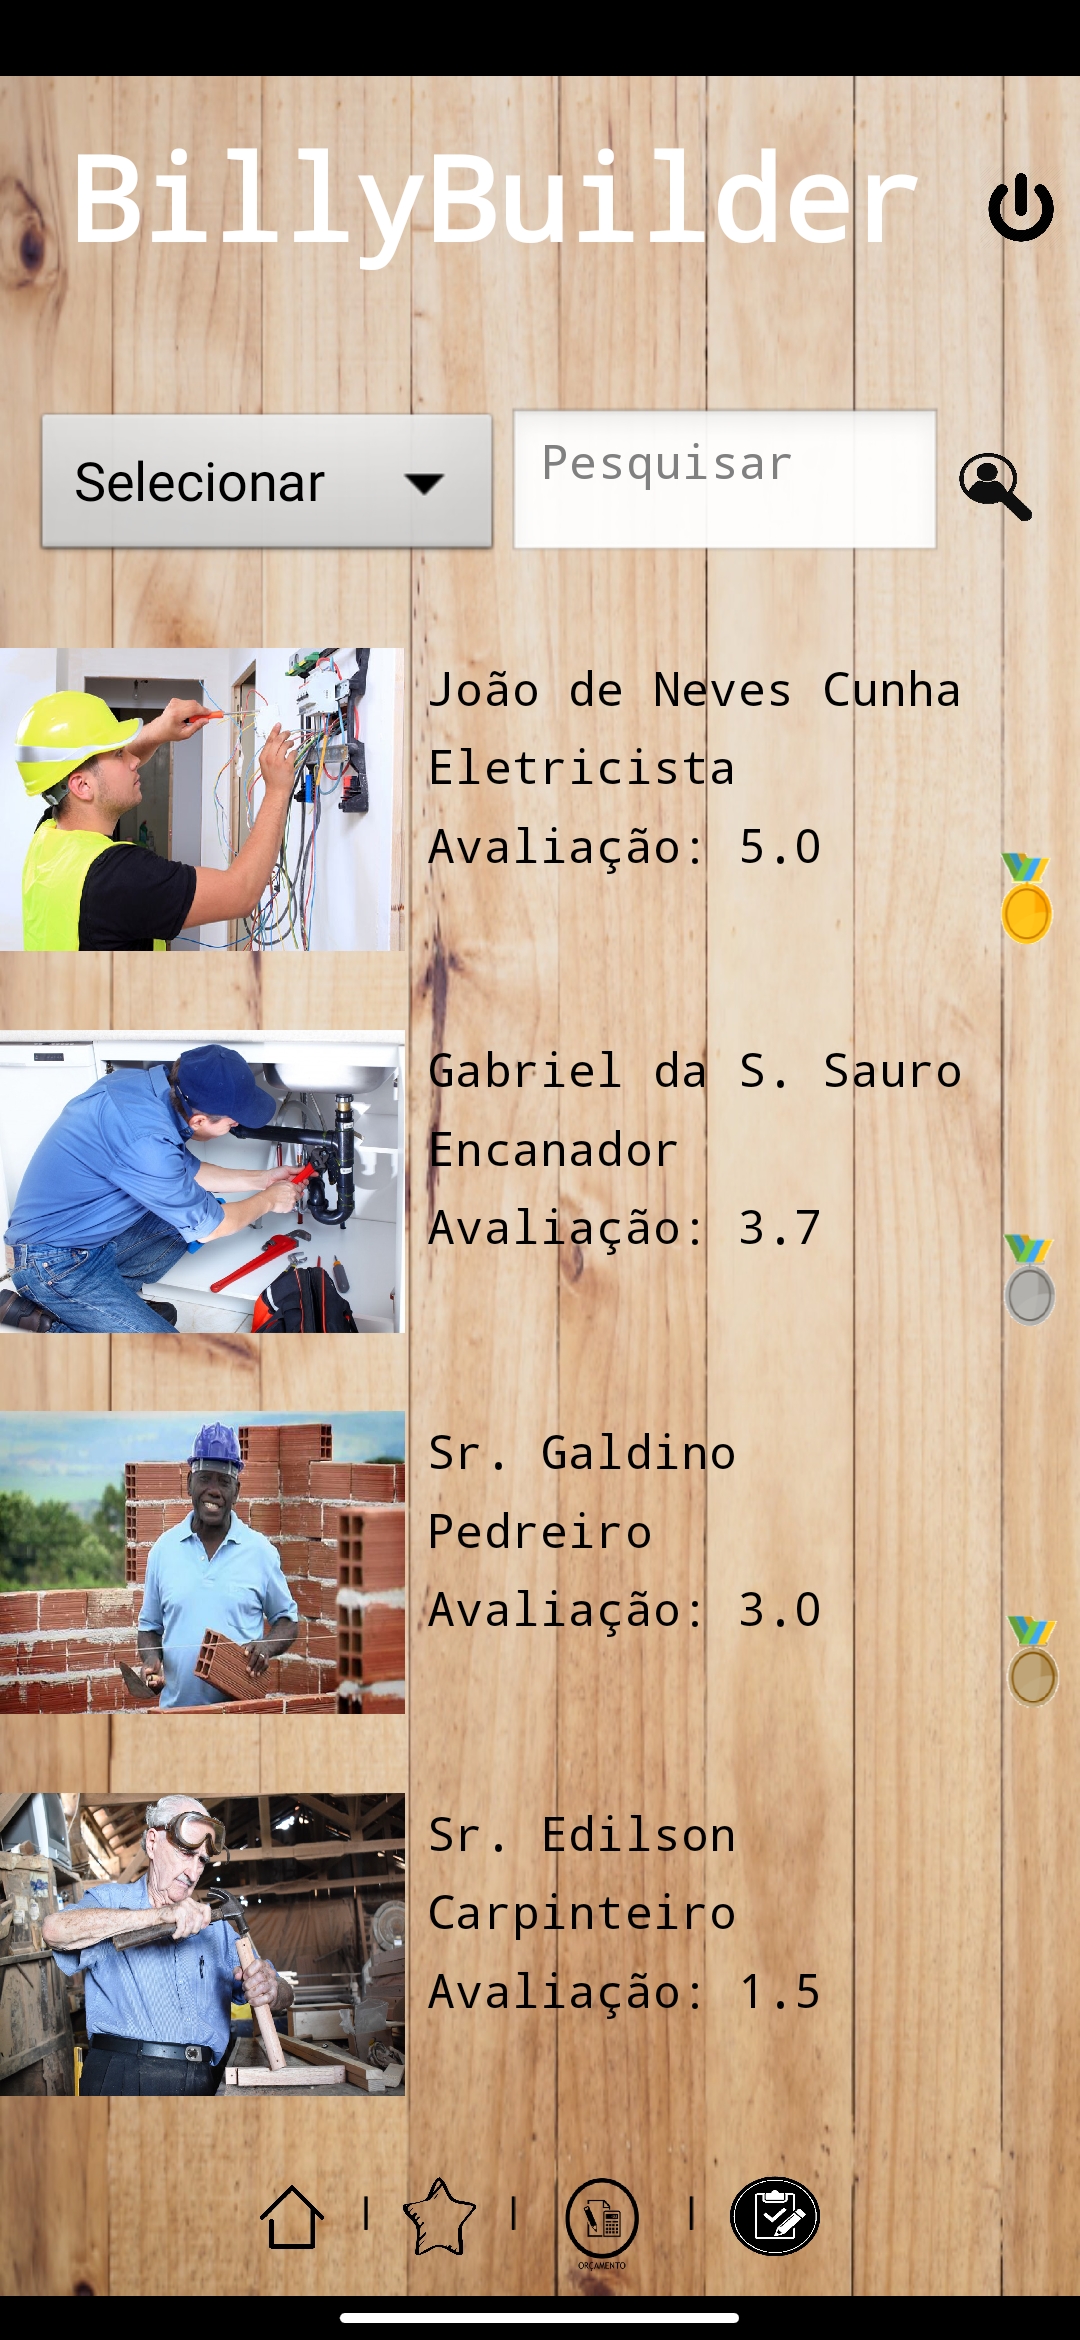 BillyBuilder
Selecionar
Pesquisar
João de Neves Cunha
Eletricista
Avaliação: 5.0
Gabriel da S. Sauro
Encanador
Avaliação: 3.7
Sr. Galdino
Pedreiro
Avaliação: 3.0
Sr. Edilson
Carpinteiro
Avaliação: 1.5
ORÇAMENTO